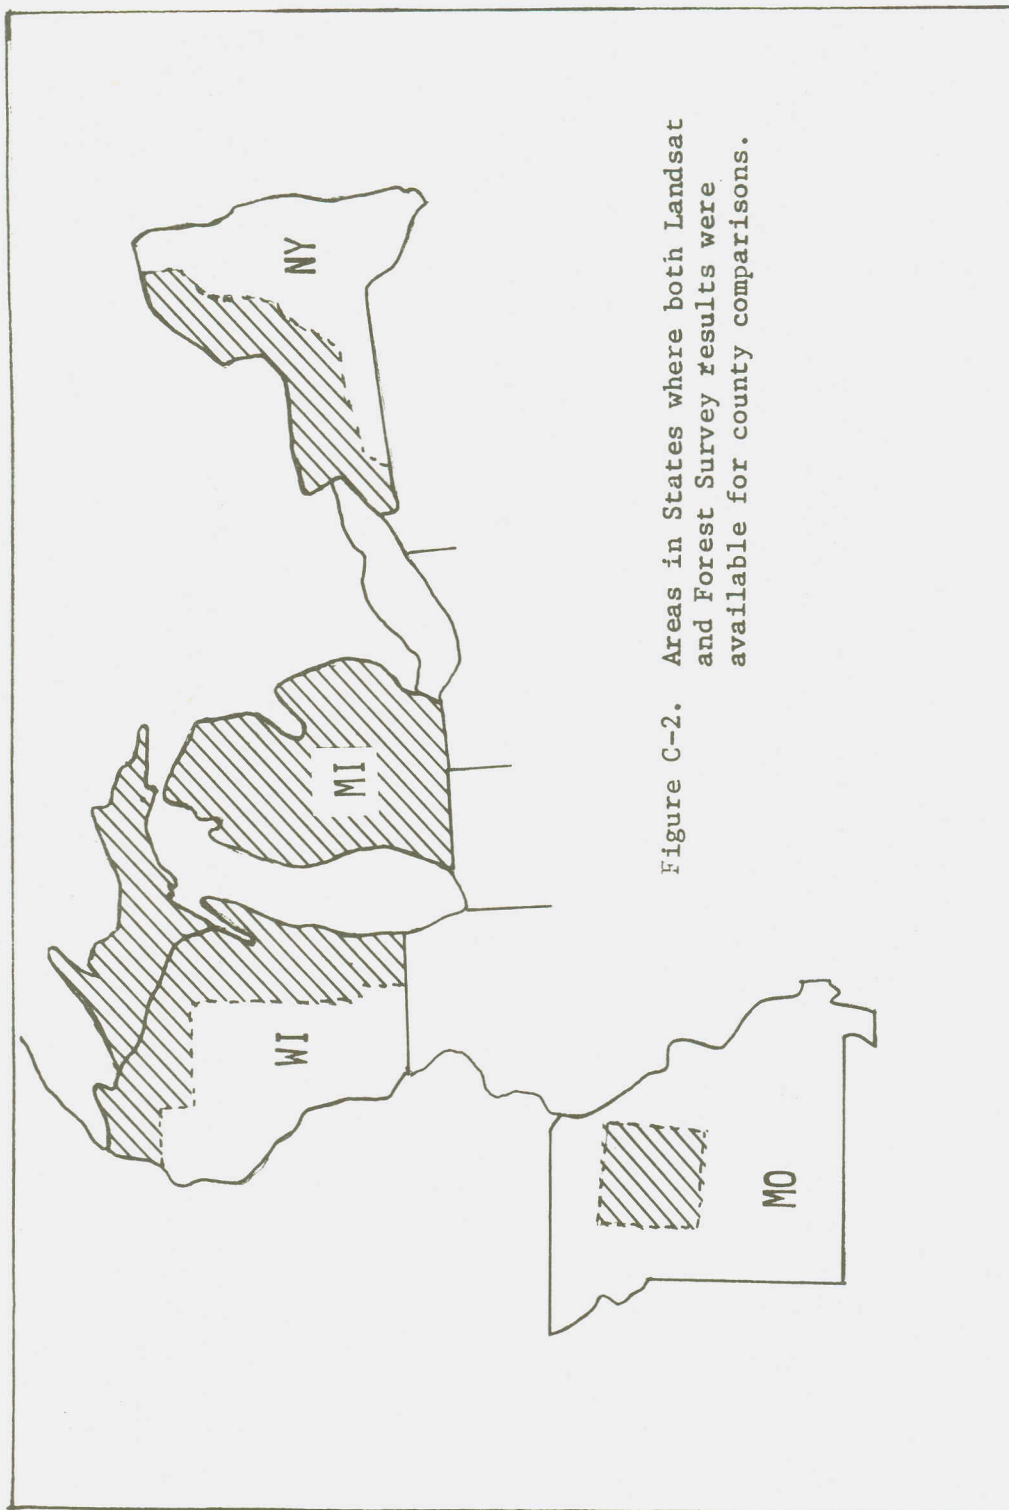 NY
MI
WI
MO
Figure C-2. Areas in States where both Landsat
and Forest Survey results were
available for county comparisons.